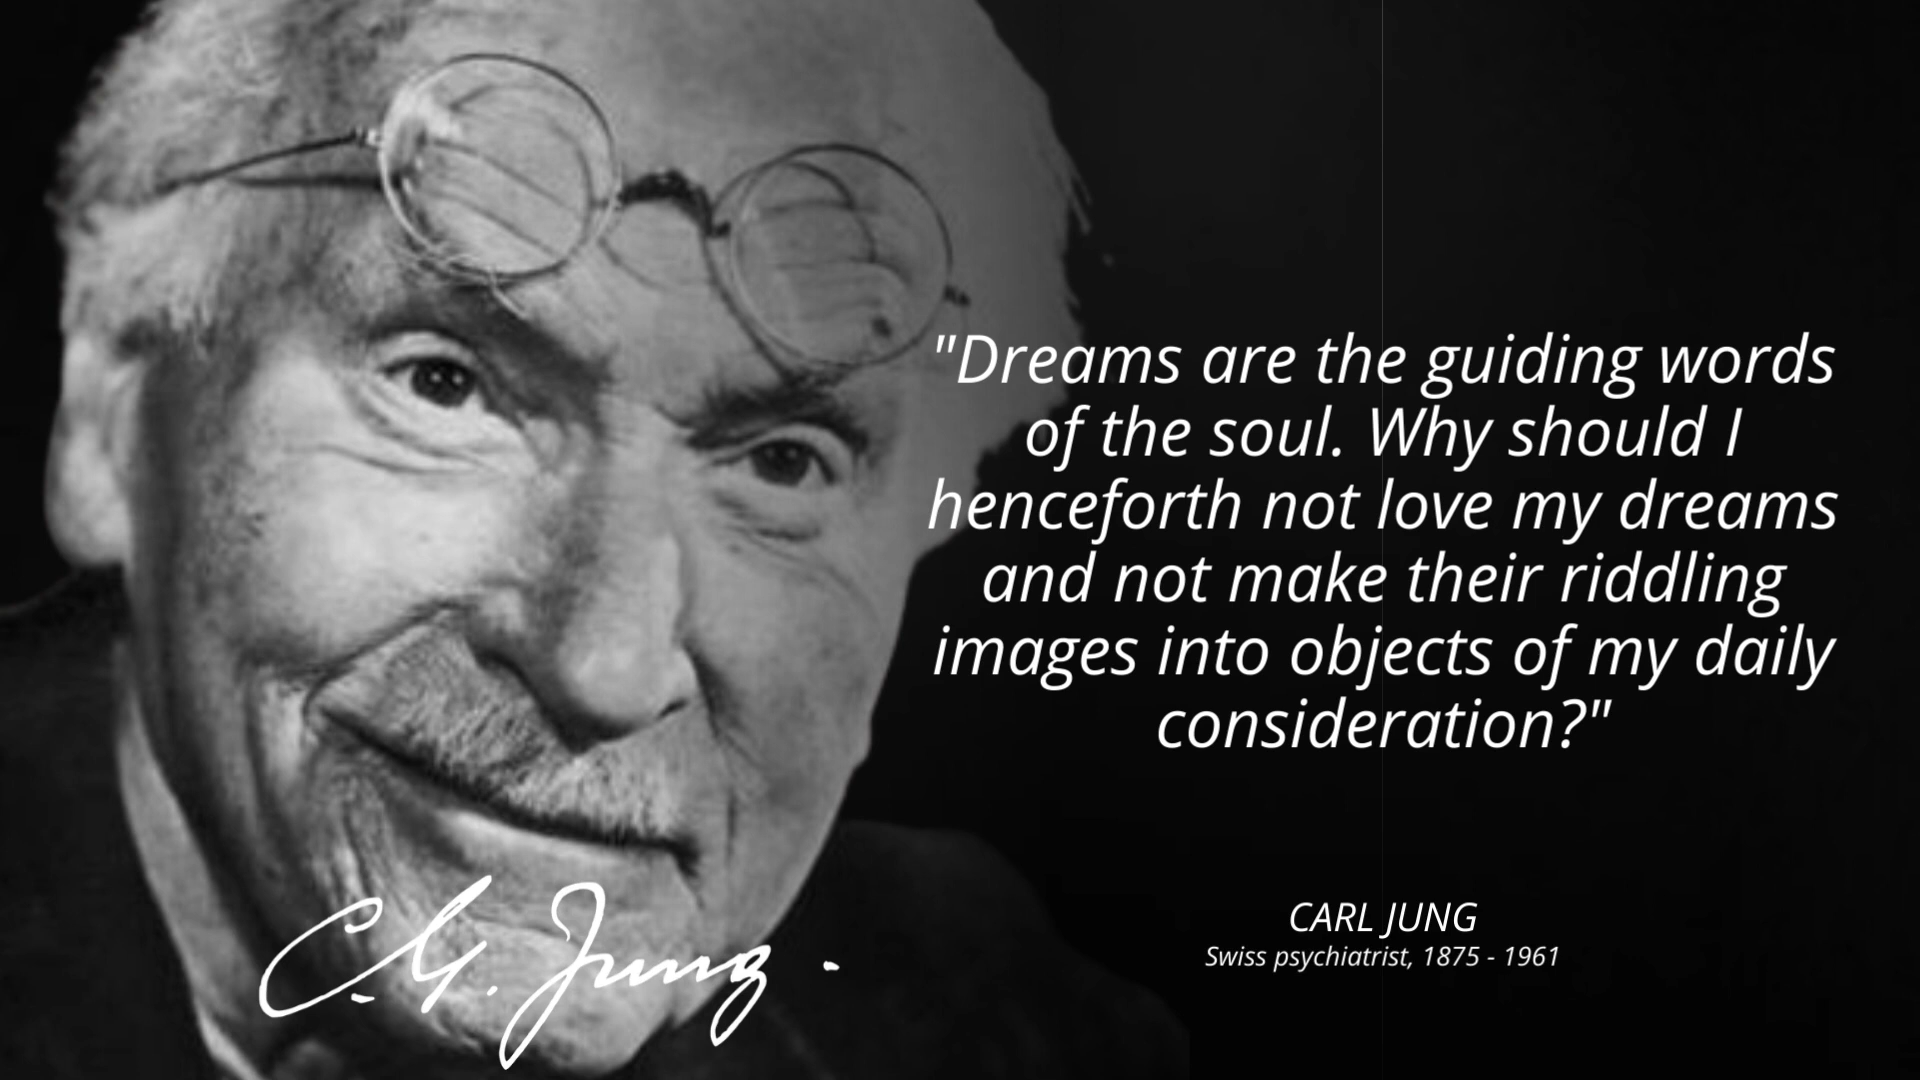 "Dreams are the guiding words
of the soul. Why should I
henceforth not love my dreams
and not make their riddling
images into objects of my daily
consideration?"
CARL JUNG
Swiss psychiatrist, 1875 - 1961
C. G. Jung.